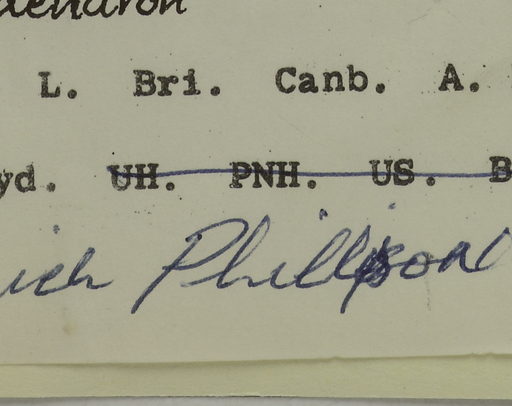 L. Bri. Canb. A.
yd. UH. PNH. US. B
Phillipson